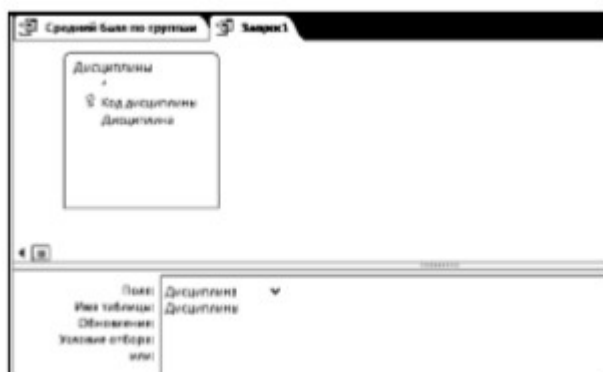 Средний балл по группам Запрос1
Дисциплины
*
Код дисциплины
Дисциплина
Поле: Дисциплина
Имя таблицы: Дисциплины
Обновление:
Условие отбора:
или: